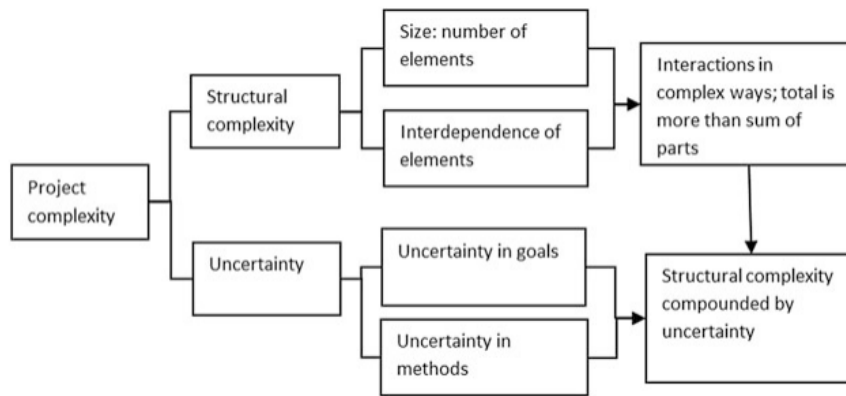 Size: number of
elements
Structural
complexity
Interdependence of
elements
Interactions in
complex ways; total is
more than sum of
parts
Project
complexity
Uncertainty
Uncertainty in goals
Uncertainty in
methods
Structural complexity
compounded by
uncertainty